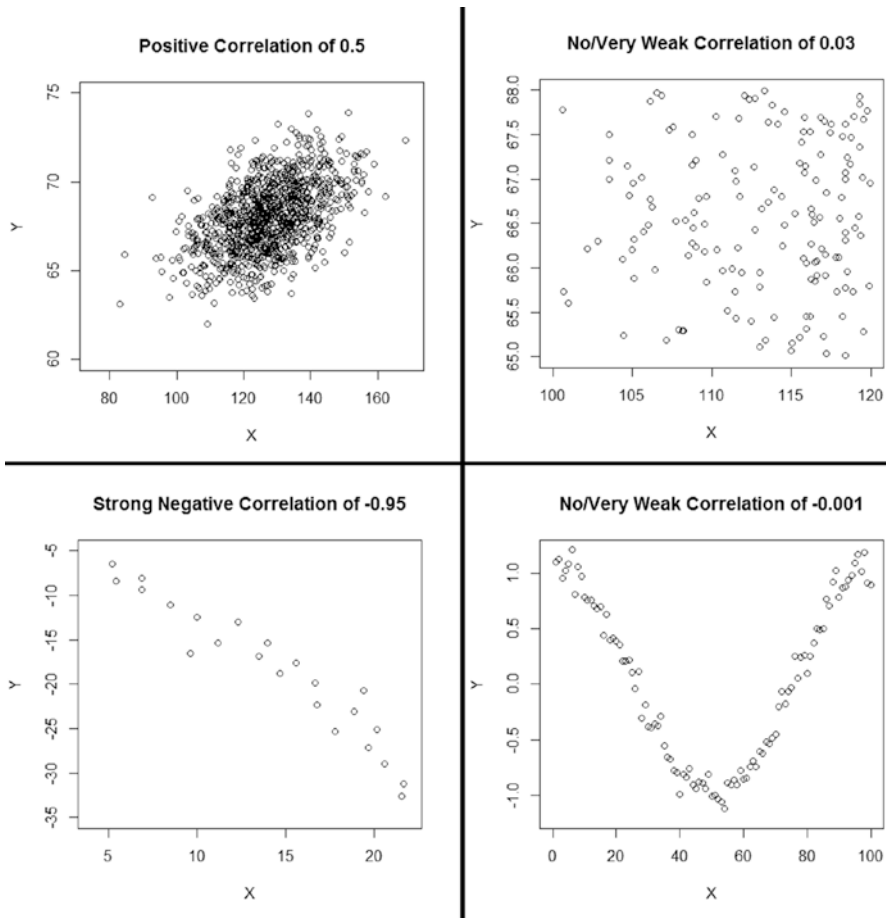 Positive Correlation of 0.5
Y
75
70
65
60
80 100 120 140 160
X
No/Very Weak Correlation of 0.03
Y
68.0
67.5
67.0
66.5
66.0
65.5
65.0
100 105 110 115 120
X
Strong Negative Correlation of -0.95
Y
-5
-10
-15
-20
-25
-30
-35
5 10 15 20
X
No/Very Weak Correlation of -0.001
Y
1.0
0.5
0.0
-0.5
-1.0
0 20 40 60 80 100
X